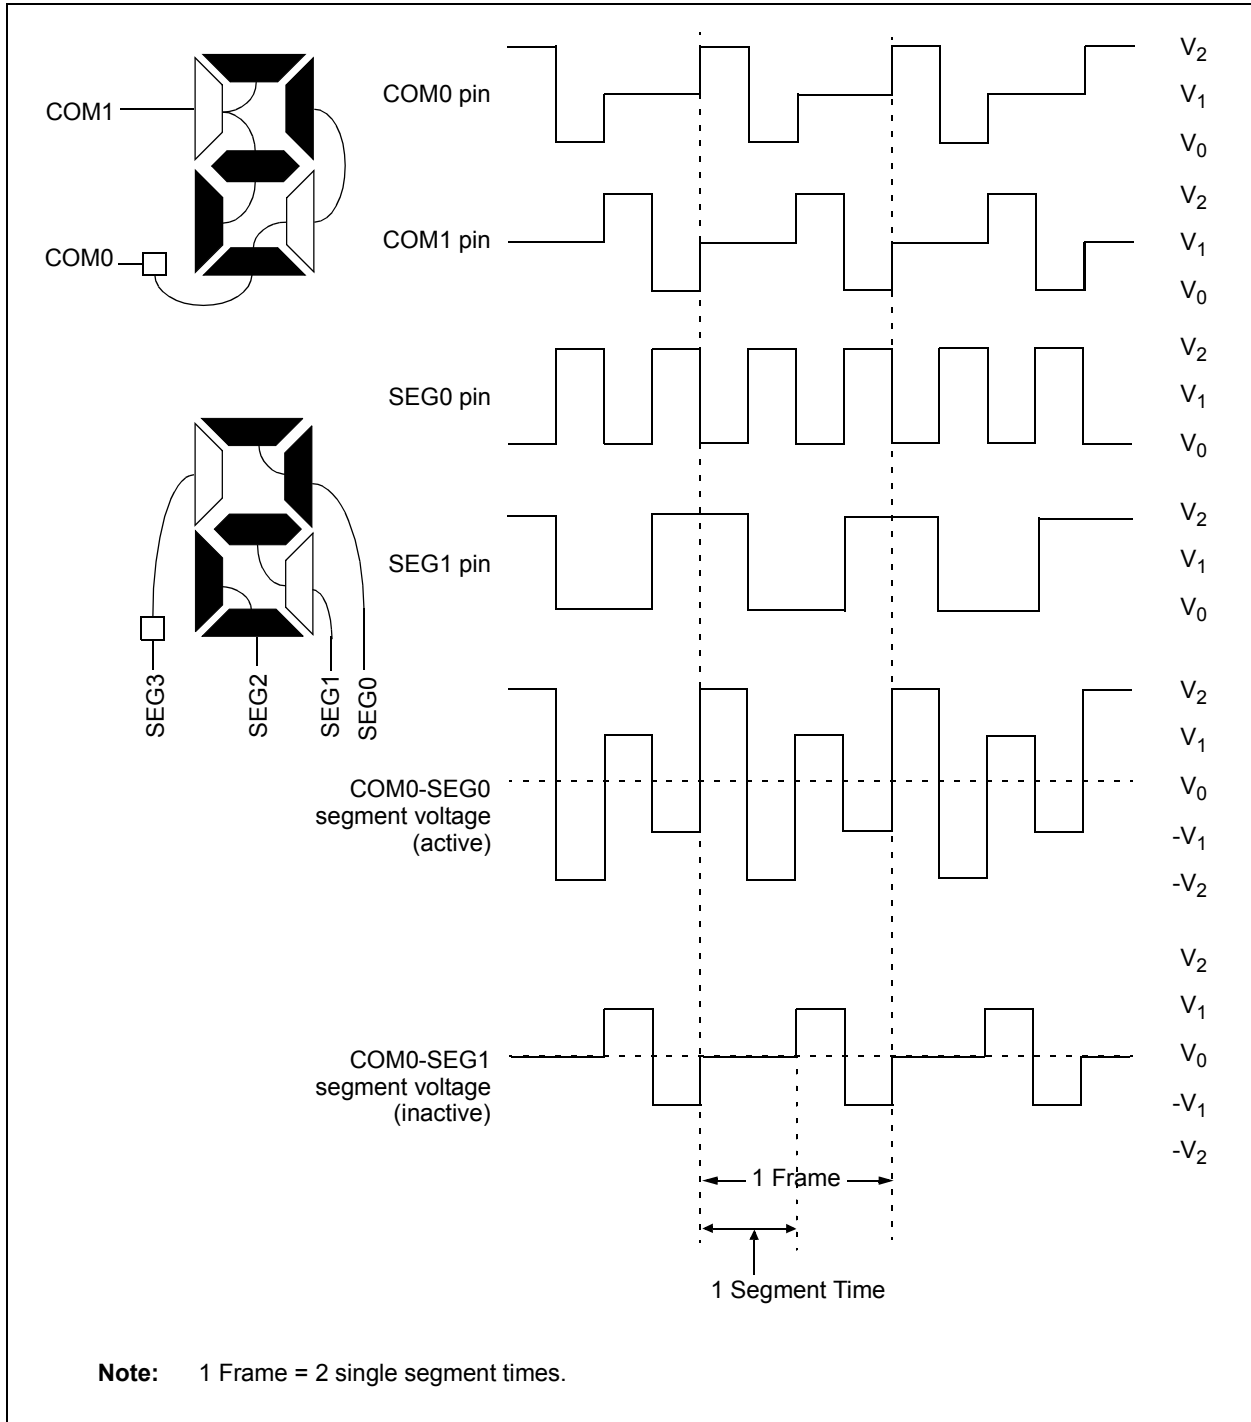 COM1
COM0
SEG3
SEG2
SEG1
SEG0
COM0 pin
V2
V1
V0
COM1 pin
V2
V1
V0
SEG0 pin
V2
V1
V0
SEG1 pin
V2
V1
V0
COM0-SEG0
segment voltage
(active)
V2
V1
V0
-V1
-V2
COM0-SEG1
segment voltage
(inactive)
V2
V1
V0
-V1
-V2
1 Frame
1 Segment Time
Note: 1 Frame = 2 single segment times.